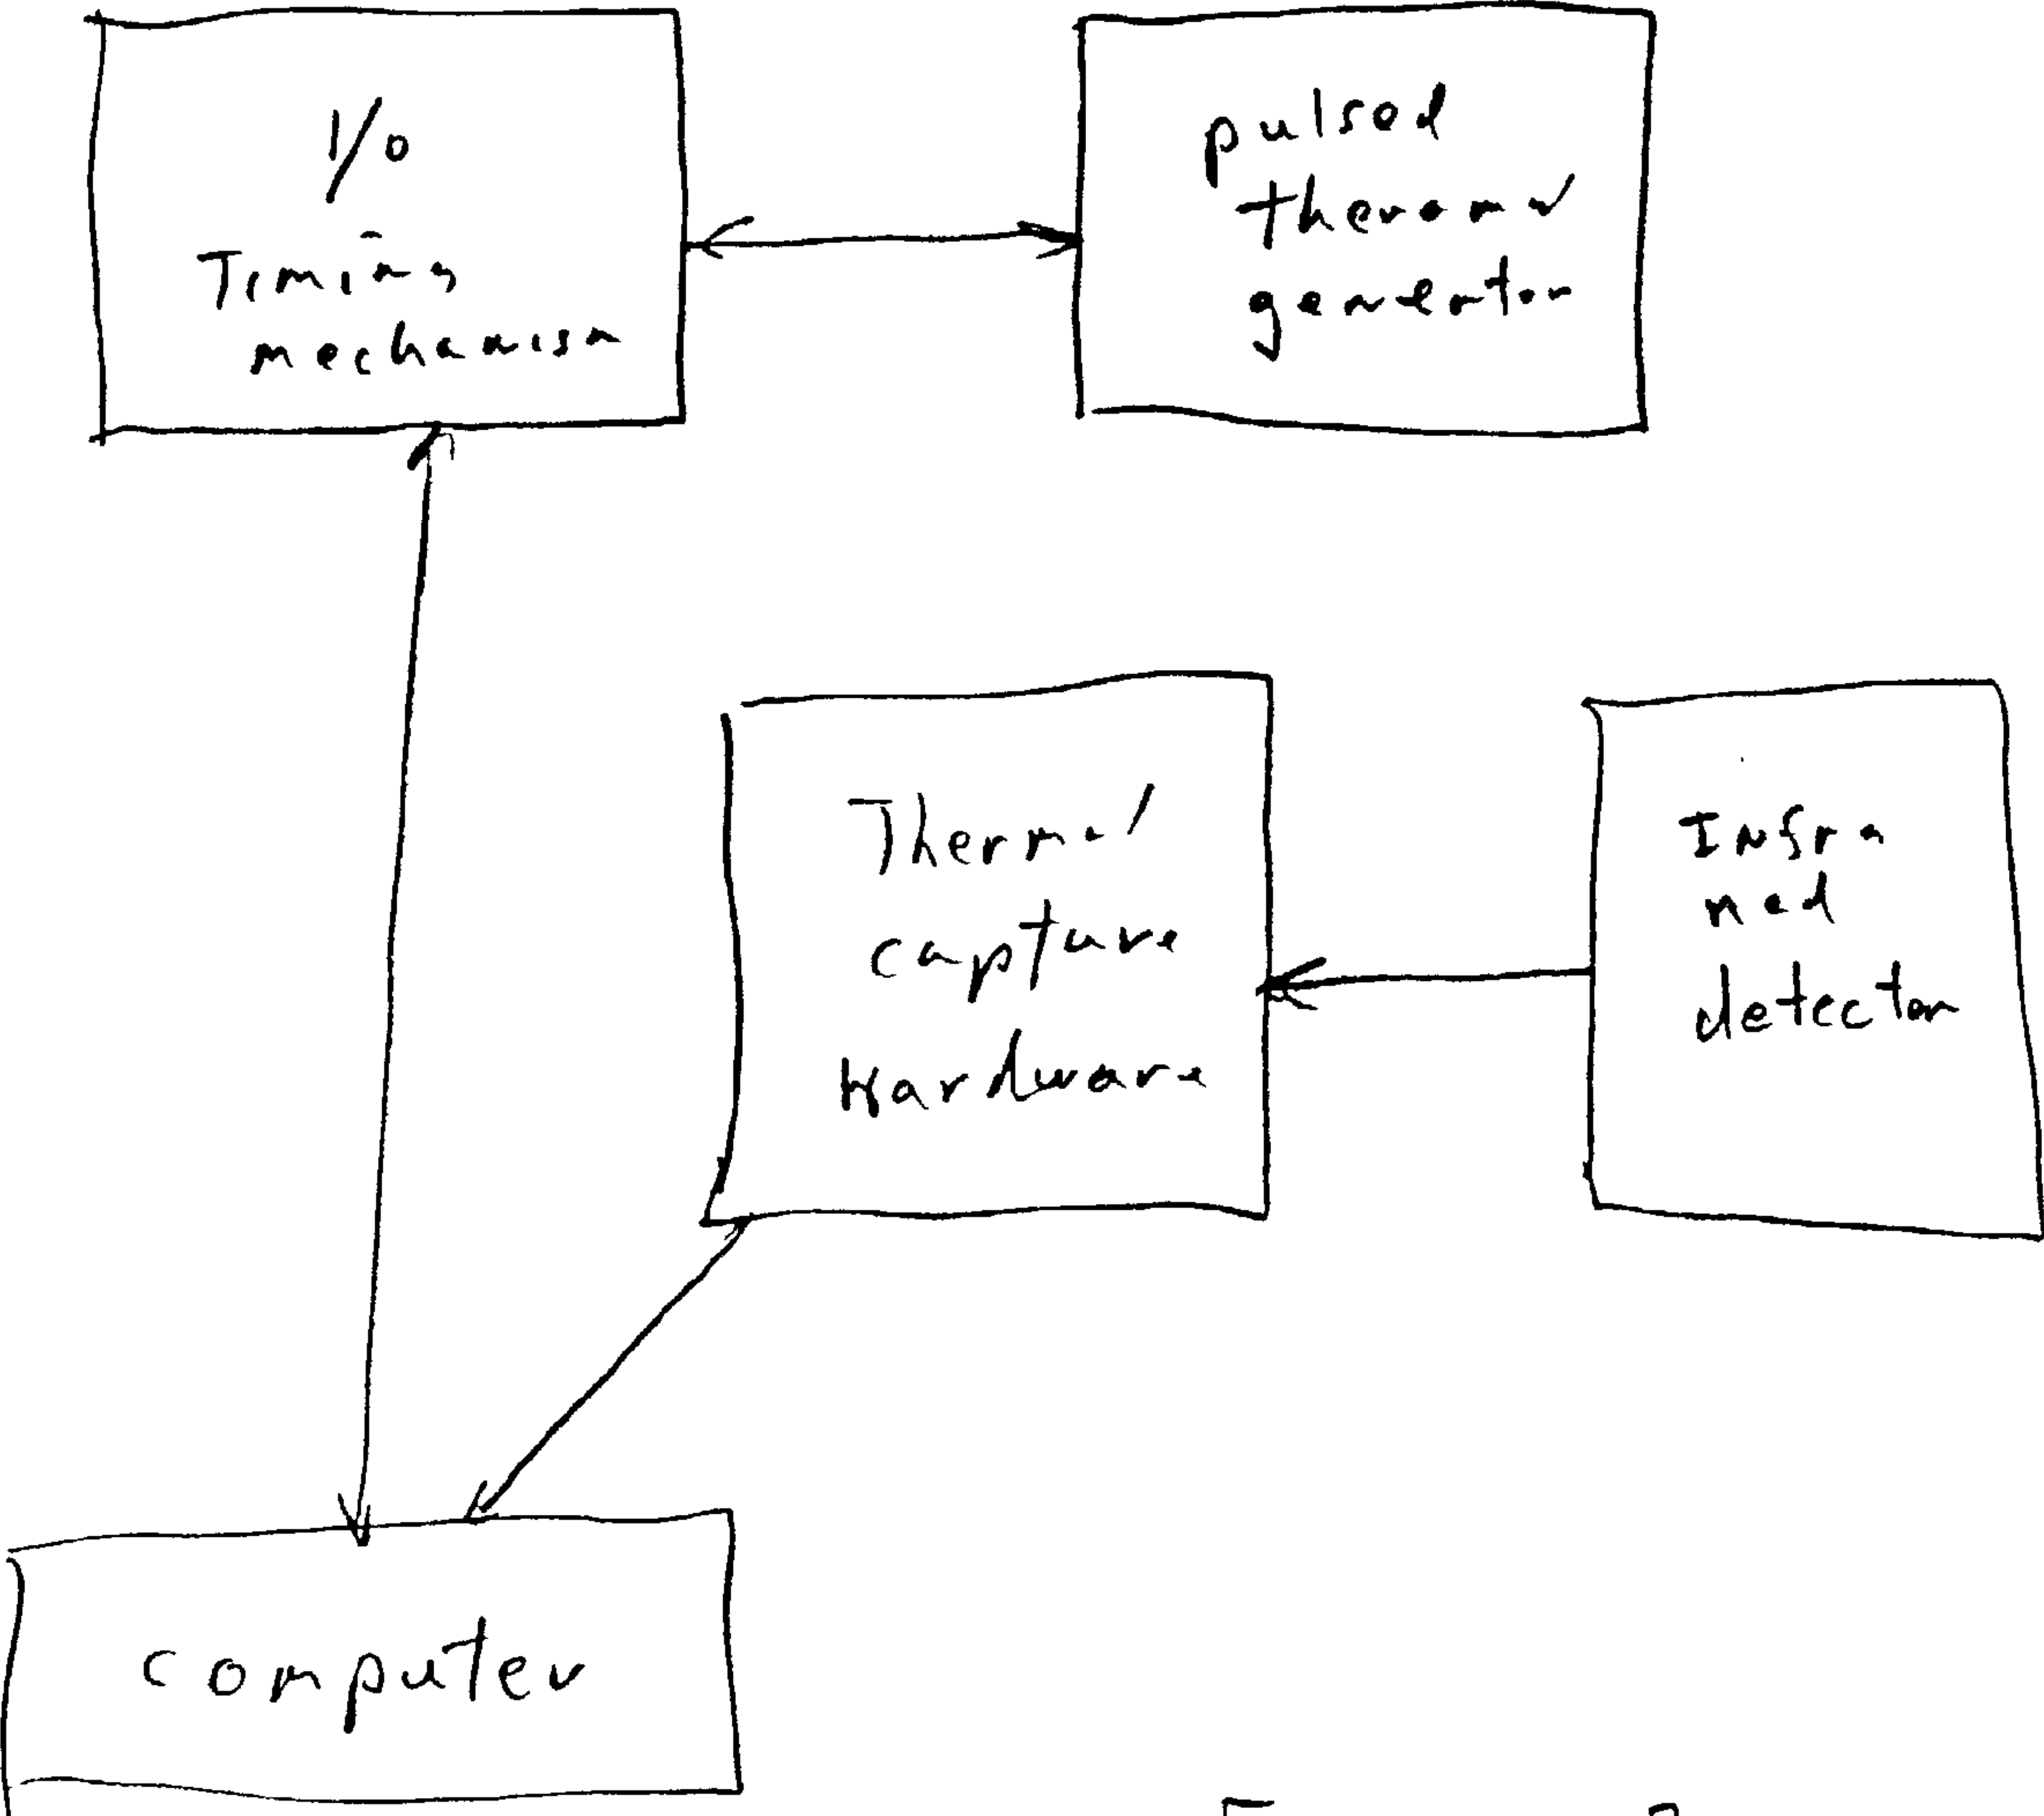 I/O
Timing
mechanism
pulsed
thermal
generator
Thermal
capture
Hardware
Infra
red
detector
computer